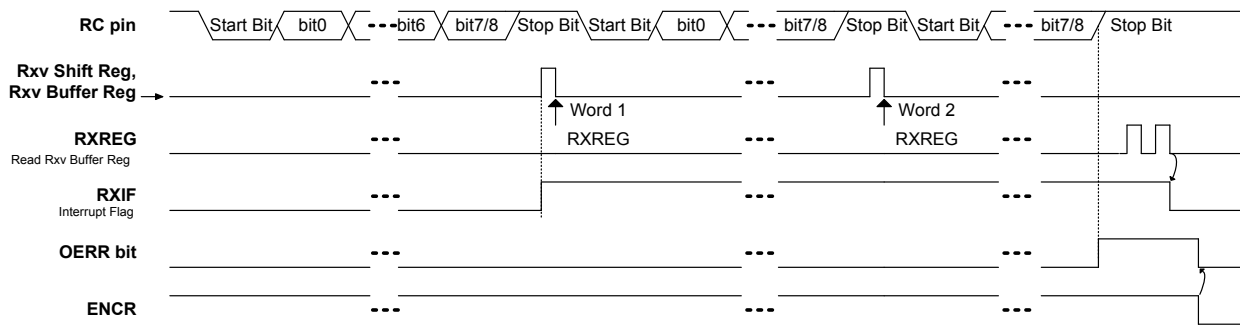 RC pin Start Bit bit0 bit6 bit7/8 Stop Bit Start Bit bit0 bit7/8 Stop Bit Start Bit bit7/8 Stop Bit
Rxv Shift Reg,
Rxv Buffer Reg
Word 1 Word 2
RXREG RXREG RXREG
Read Rxv Buffer Reg
RXIF
Interrupt Flag
OERR bit
ENCR